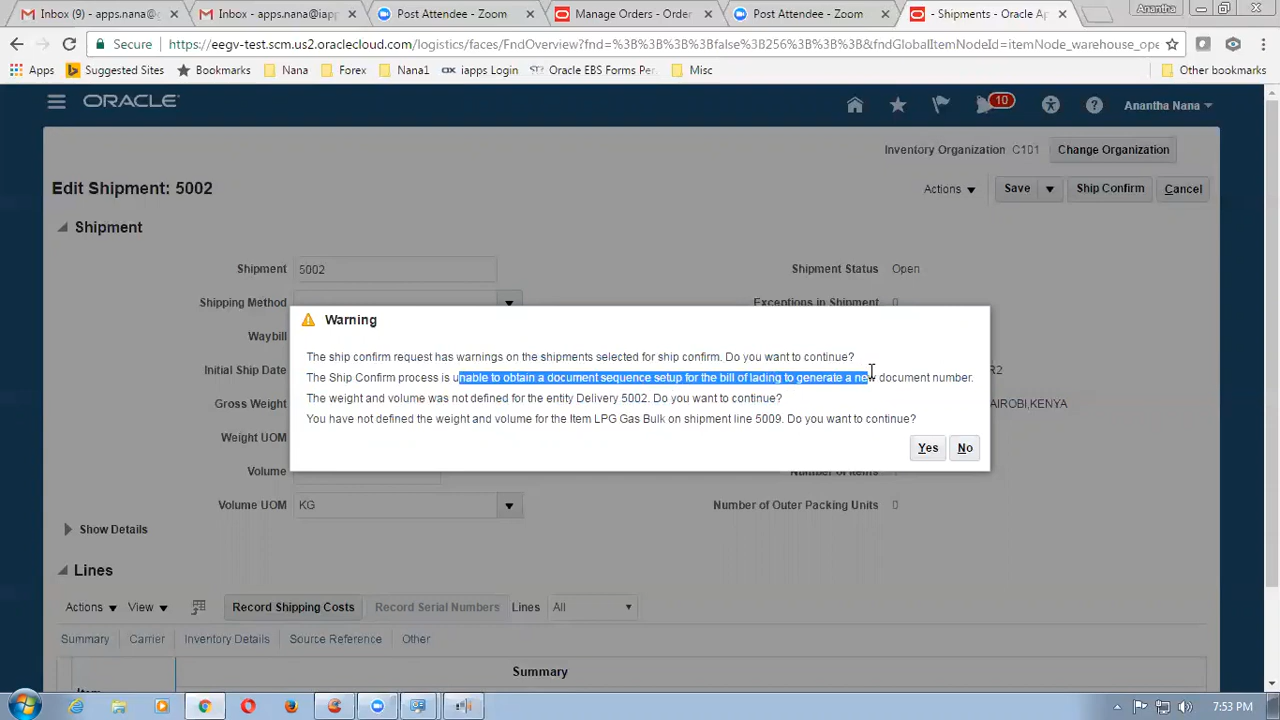 Inbox (9) - apps.nana@ia
Inbox - apps.nana@iapp
Post Attendee - Zoom
Manage Orders - Order
Post Attendee - Zoom
- Shipments - Oracle Ap
Anantha
Secure
https://eegv-test.scm.us2.oraclecloud.com/logistics/faces/FndOverview?fnd=%3B%3B%3B%3Bfalse%3B256%3B%3B%3B&fndGlobalItemNodeId=itemNode_warehouse_ope
Apps
Suggested Sites
Bookmarks
Nana
Forex
Nana1
cıx iapps Login
Oracle EBS Forms Per
Misc
Other bookmarks
ORACLE
10
Anantha Nana
Inventory Organization C101
Change Organization
Edit Shipment: 5002
Actions
Save
Ship Confirm
Cancel
Shipment
Shipment 5002
Shipment Status Open
Shipping Method
Exceptions in Shipment 0
Waybill
Initial Ship Date
R2
Gross Weight
AIROBI,KENYA
Weight UOM
Volume
Number of Items
Volume UOM KG
Number of Outer Packing Units 0
Warning
The ship confirm request has warnings on the shipments selected for ship confirm. Do you want to continue?
The Ship Confirm process is unable to obtain a document sequence setup for the bill of lading to generate a new document number.
The weight and volume was not defined for the entity Delivery 5002. Do you want to continue?
You have not defined the weight and volume for the Item LPG Gas Bulk on shipment line 5009. Do you want to continue?
Yes
No
Show Details
Lines
Actions
View
Record Shipping Costs
Record Serial Numbers
Lines
All
Summary
Carrier
Inventory Details
Source Reference
Other
Summary
Item
7:53 PM